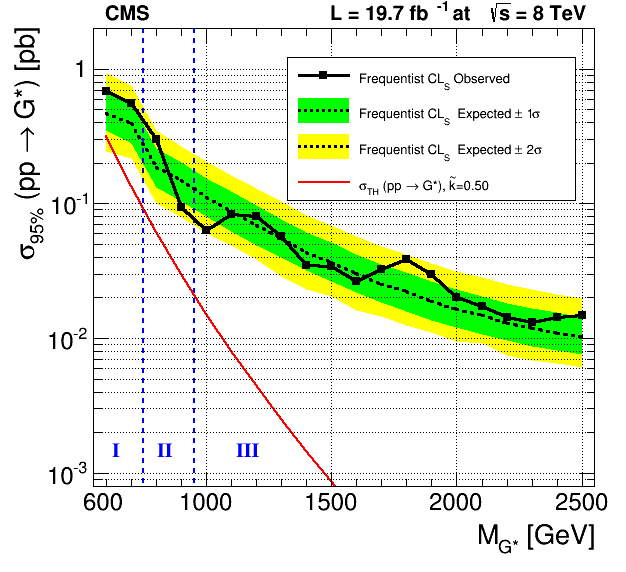 CMS L = 19.7 fb⁻¹ at √s = 8 TeV
σ95% (pp → G*) [pb]
Frequentist CLS Observed
Frequentist CLS Expected ± 1σ
Frequentist CLS Expected ± 2σ
σTH (pp → G*), k̃=0.50
1
10⁻¹
10⁻²
10⁻³
I II III
600 1000 1500 2000 2500
MG* [GeV]